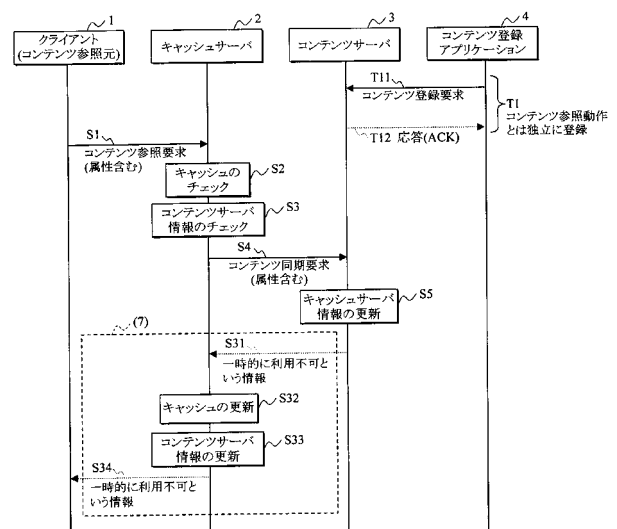 1
クライアント
(コンテンツ参照元)
2
キャッシュサーバ
3
コンテンツサーバ
4
コンテンツ登録
アプリケーション
T11
コンテンツ登録要求
T1
コンテンツ参照動作
とは独立に登録
T12 応答(ACK)
S1
コンテンツ参照要求
(属性含む)
S2
キャッシュの
チェック
S3
コンテンツサーバ
情報のチェック
S4
コンテンツ同期要求
(属性含む)
S5
キャッシュサーバ
情報の更新
(7)
S31
一時的に利用不可と
いう情報
S32
キャッシュの更新
S33
コンテンツサーバ
情報の更新
S34
一時的に利用不可と
いう情報